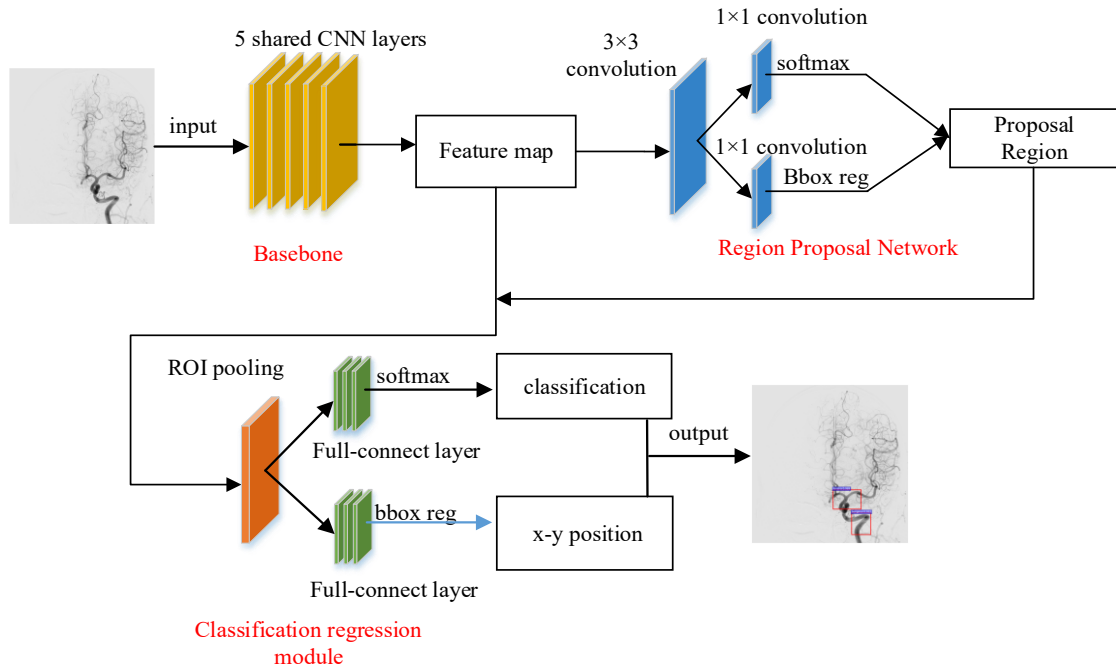 5 shared CNN layers
input
Basebone
Feature map
3×3
convolution
1×1 convolution
softmax
1×1 convolution
Bbox reg
Region Proposal Network
Proposal
Region
ROI pooling
softmax
Full-connect layer
bbox reg
Full-connect layer
Classification regression
module
classification
x-y position
output